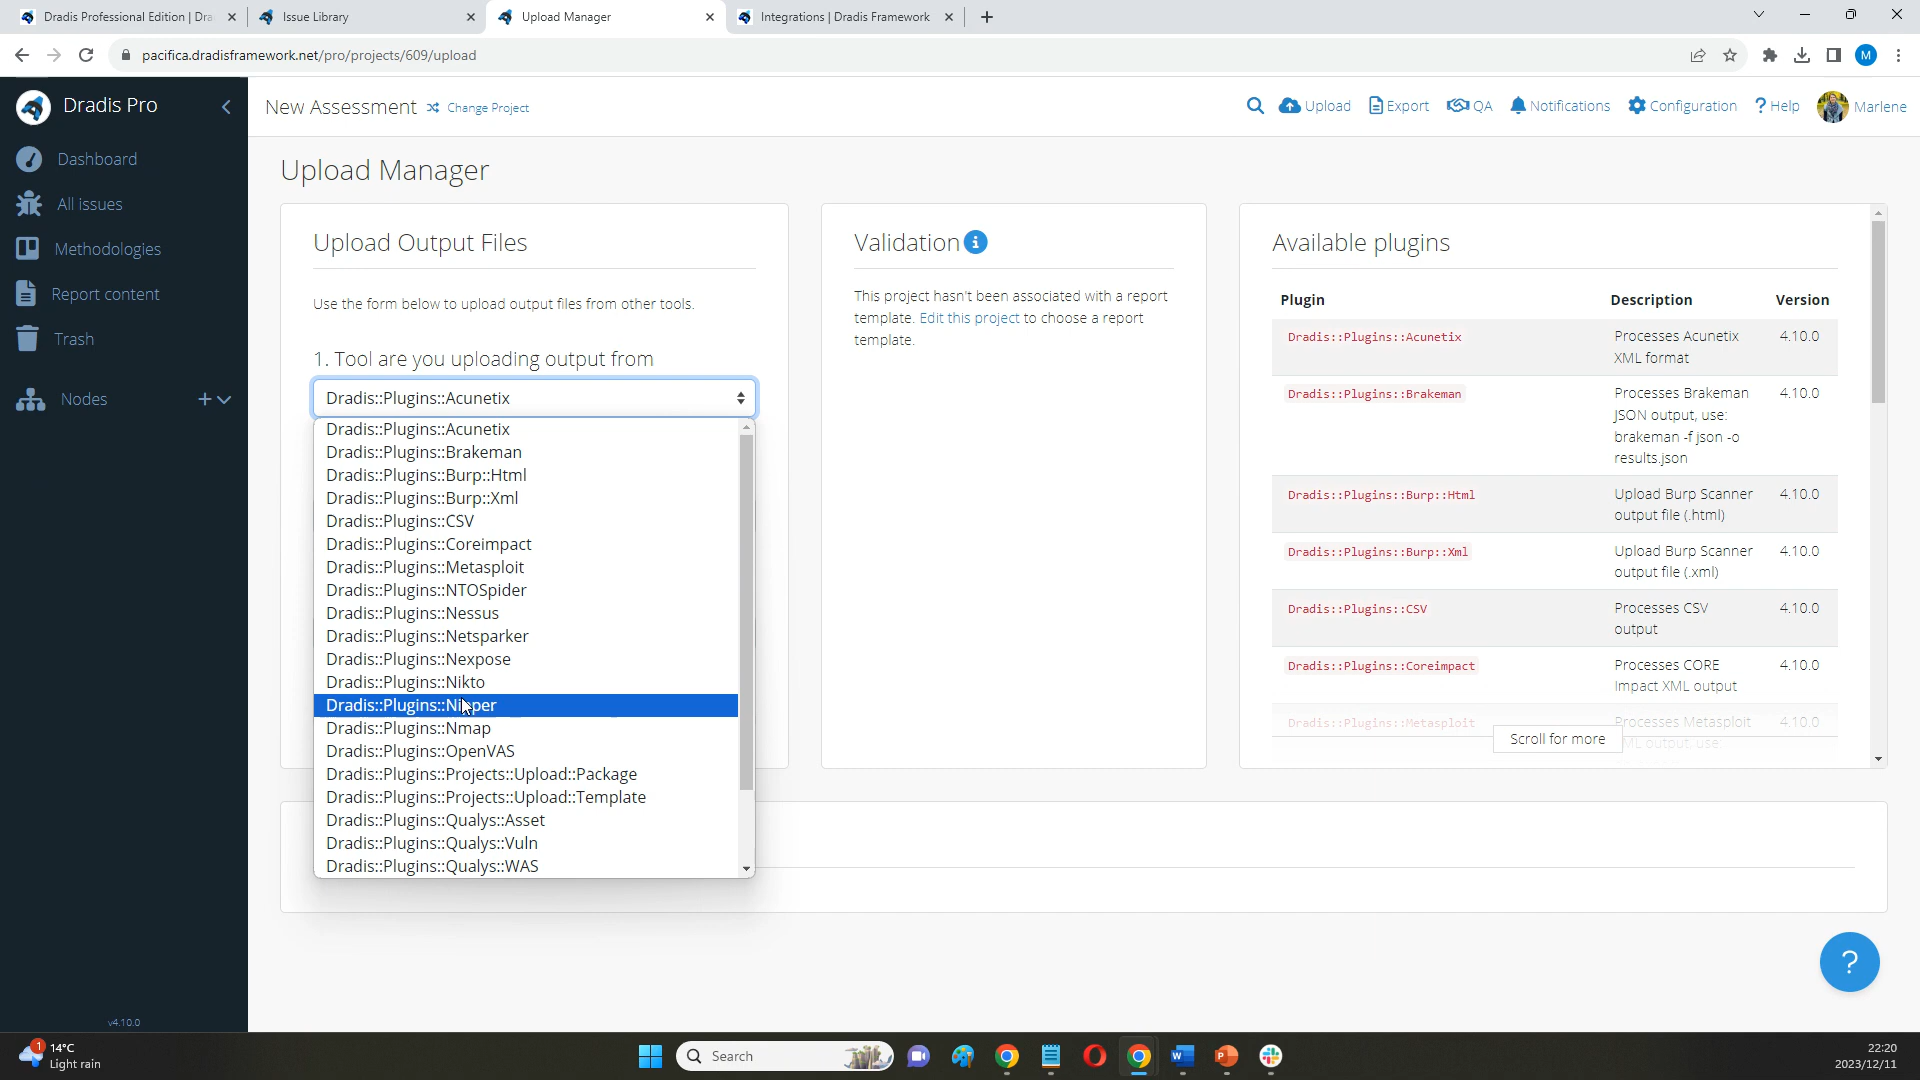 Dradis Professional Edition | Dra
Issue Library
Upload Manager
Integrations | Dradis Framework
pacifica.dradisframework.net/pro/projects/609/upload
M
Dradis Pro
New Assessment
Change Project
Upload
Export
QA
Notifications
Configuration
? Help
Marlene
Dashboard
All issues
Methodologies
Report content
Trash
Nodes
v4.10.0
Upload Manager
Upload Output Files
Use the form below to upload output files from other tools.
1. Tool are you uploading output from
Dradis::Plugins::Acunetix
Dradis::Plugins::Acunetix
Dradis::Plugins::Brakeman
Dradis::Plugins::Burp::Html
Dradis::Plugins::Burp::Xml
Dradis::Plugins::CSV
Dradis::Plugins::Coreimpact
Dradis::Plugins::Metasploit
Dradis::Plugins::NTOSpider
Dradis::Plugins::Nessus
Dradis::Plugins::Netsparker
Dradis::Plugins::Nexpose
Dradis::Plugins::Nikto
Dradis::Plugins::Nipper
Dradis::Plugins::Nmap
Dradis::Plugins::OpenVAS
Dradis::Plugins::Projects::Upload::Package
Dradis::Plugins::Projects::Upload::Template
Dradis::Plugins::Qualys::Asset
Dradis::Plugins::Qualys::Vuln
Dradis::Plugins::Qualys::WAS
Validation
This project hasn't been associated with a report
template. Edit this project to choose a report
template.
Available plugins
Plugin Description Version
Dradis::Plugins::Acunetix Processes Acunetix 4.10.0
XML format
Dradis::Plugins::Brakeman Processes Brakeman 4.10.0
JSON output, use:
brakeman -f json -o
results.json
Dradis::Plugins::Burp::Html Upload Burp Scanner 4.10.0
output file (.html)
Dradis::Plugins::Burp::Xml Upload Burp Scanner 4.10.0
output file (.xml)
Dradis::Plugins::CSV Processes CSV 4.10.0
output
Dradis::Plugins::Coreimpact Processes CORE 4.10.0
Impact XML output
Dradis::Plugins::Metasploit Processes Metasploit 4.10.0
XML output, use:
Scroll for more
?
1
14°C
Light rain
Search
22:20
2023/12/11